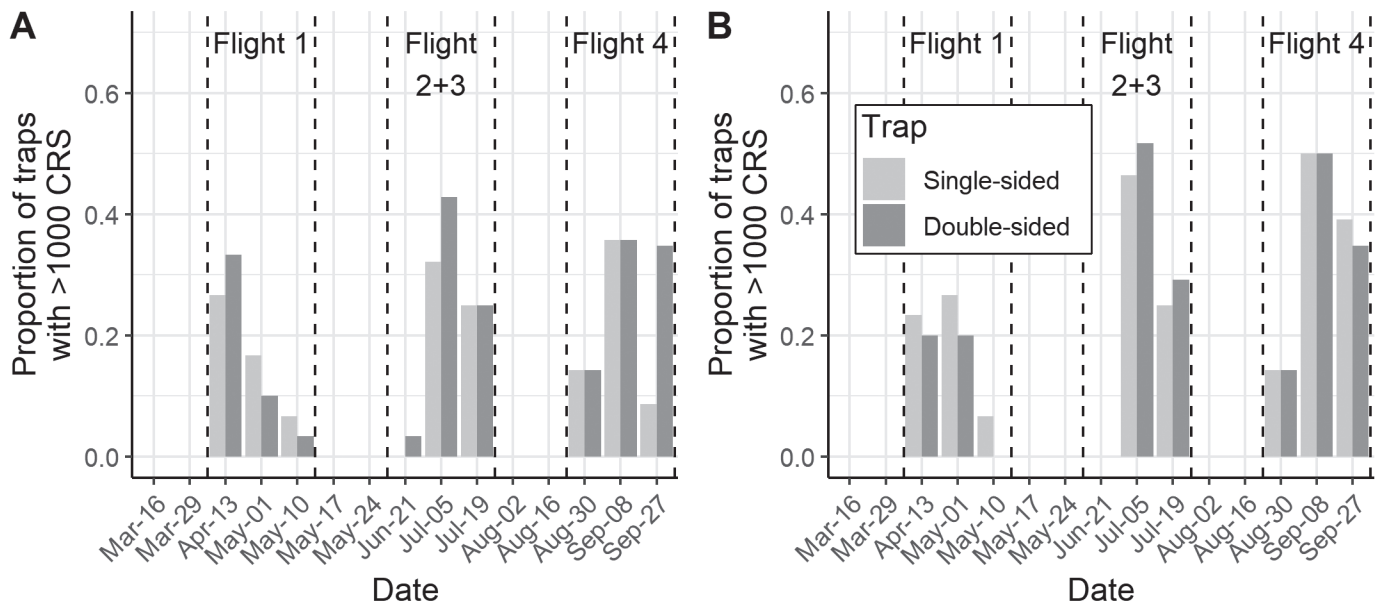 A
Flight 1
Flight
2+3
Flight 4
Proportion of traps
with >1000 CRS
0.6
0.4
0.2
0.0
Mar-16
Mar-29
Apr-13
May-01
May-10
May-17
May-24
Jun-21
Jul-05
Jul-19
Aug-02
Aug-16
Aug-30
Sep-08
Sep-27
Date
B
Flight 1
Flight
2+3
Flight 4
Proportion of traps
with >1000 CRS
0.6
0.4
0.2
0.0
Trap
Single-sided
Double-sided
Mar-16
Mar-29
Apr-13
May-01
May-10
May-17
May-24
Jun-21
Jul-05
Jul-19
Aug-02
Aug-16
Aug-30
Sep-08
Sep-27
Date